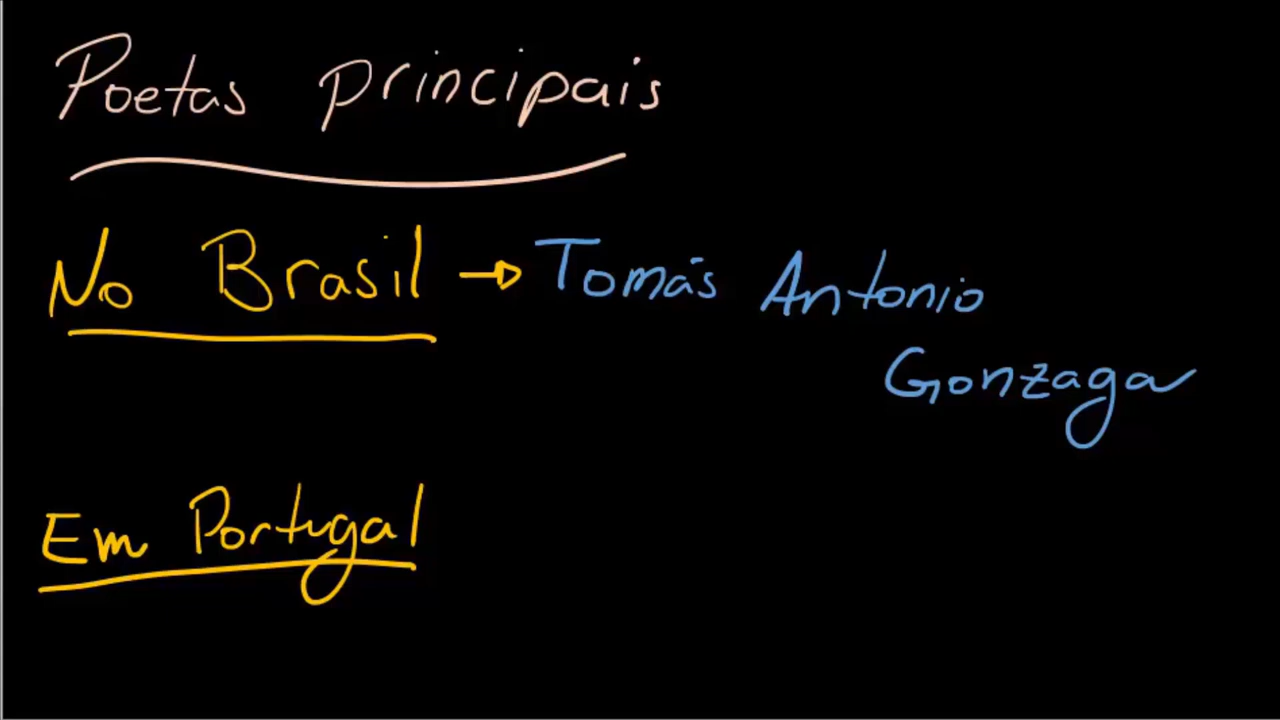 Poetas principais
No Brasil → Tomás Antonio
Gonzaga
Em Portugal